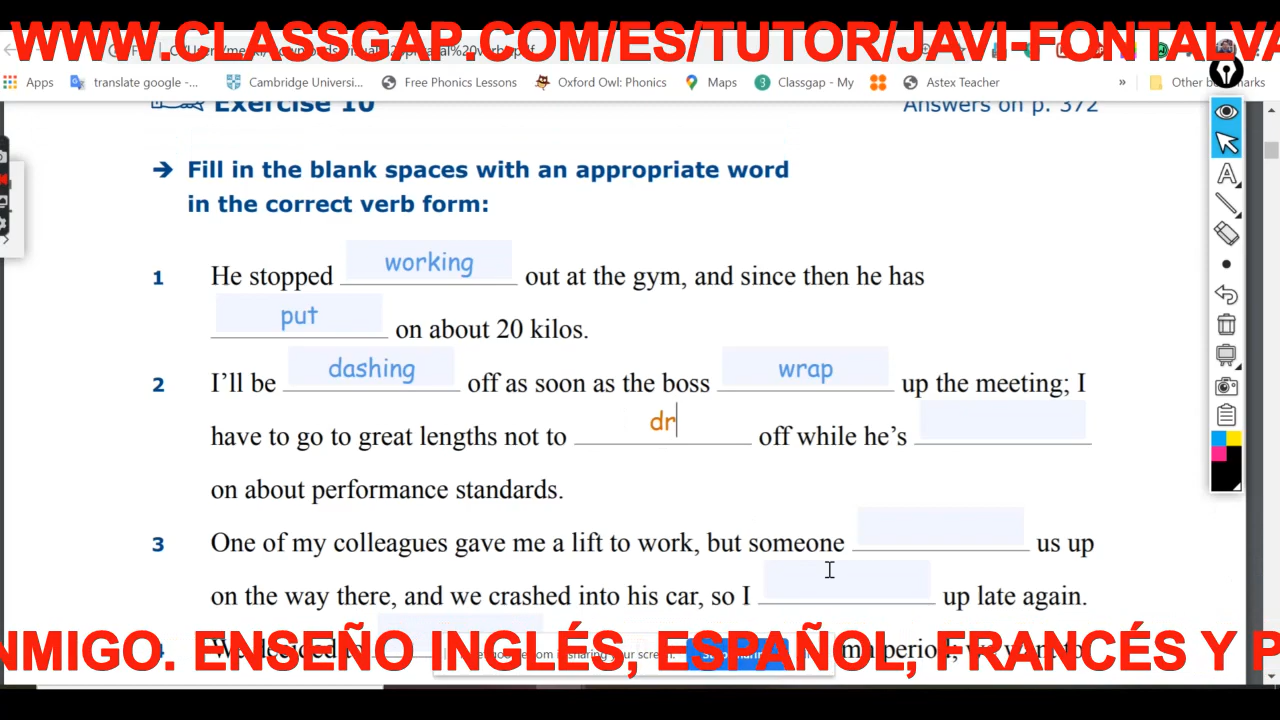 WWW.CLASSGAP.COM/ES/TUTOR/JAVI-FONTALVA
Apps translate google -... Cambridge Universi... Free Phonics Lessons Oxford Owl: Phonics Maps Classgap - My Astex Teacher » Other bookmarks
Exercise 10 Answers on p. 372
➔ Fill in the blank spaces with an appropriate word
in the correct verb form:
1 He stopped working out at the gym, and since then he has
put on about 20 kilos.
2 I'll be dashing off as soon as the boss wrap up the meeting; I
have to go to great lengths not to dr off while he's
on about performance standards.
3 One of my colleagues gave me a lift to work, but someone us up
on the way there, and we crashed into his car, so I up late again.
NMIGO. ENSEÑO INGLÉS, ESPAÑOL, FRANCÉS Y P
is sharing your screen.